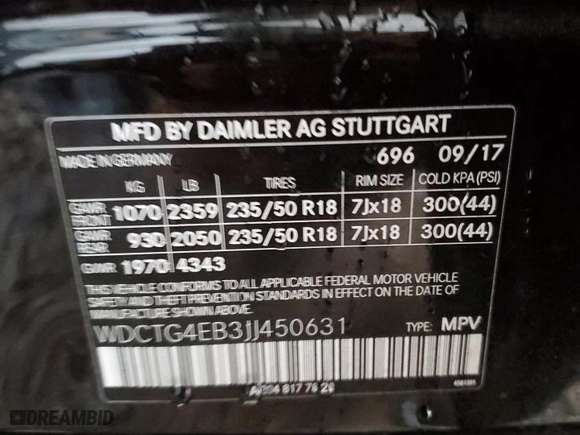 MFD BY DAIMLER AG STUTTGART
MADE IN GERMANY 696 09/17
KG LB TIRES RIM SIZE COLD KPA (PSI)
GAWR FRONT 1070 2359 235/50 R18 7Jx18 300(44)
GAWR REAR 930 2050 235/50 R18 7Jx18 300(44)
GWR 1970 4343
THIS VEHICLE CONFORMS TO ALL APPLICABLE FEDERAL MOTOR VEHICLE
SAFETY AND THEFT PREVENTION STANDARDS IN EFFECT ON THE DATE OF
MANUFACTURE SHOWN ABOVE.
WDCTG4EB3JJ450631 TYPE: MPV
817
DREAMBID